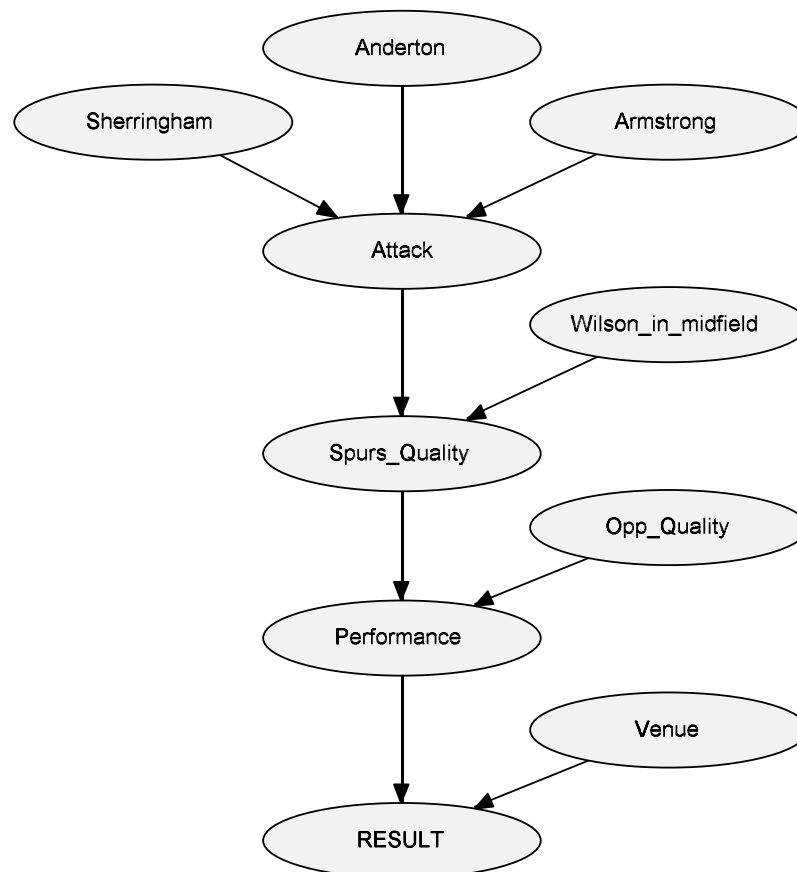 Anderton
Sherringham
Armstrong
Attack
Wilson_in_midfield
Spurs_Quality
Opp_Quality
Performance
Venue
RESULT